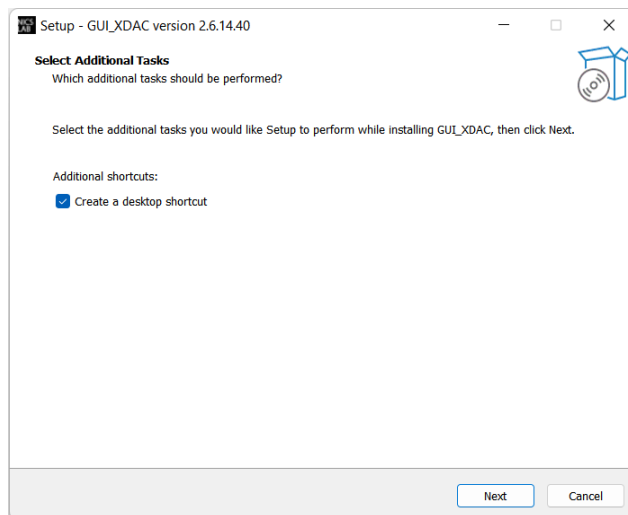 NICS
LAB
Setup - GUI_XDAC version 2.6.14.40
Select Additional Tasks
Which additional tasks should be performed?
Select the additional tasks you would like Setup to perform while installing GUI_XDAC, then click Next.
Additional shortcuts:
Create a desktop shortcut
Next
Cancel